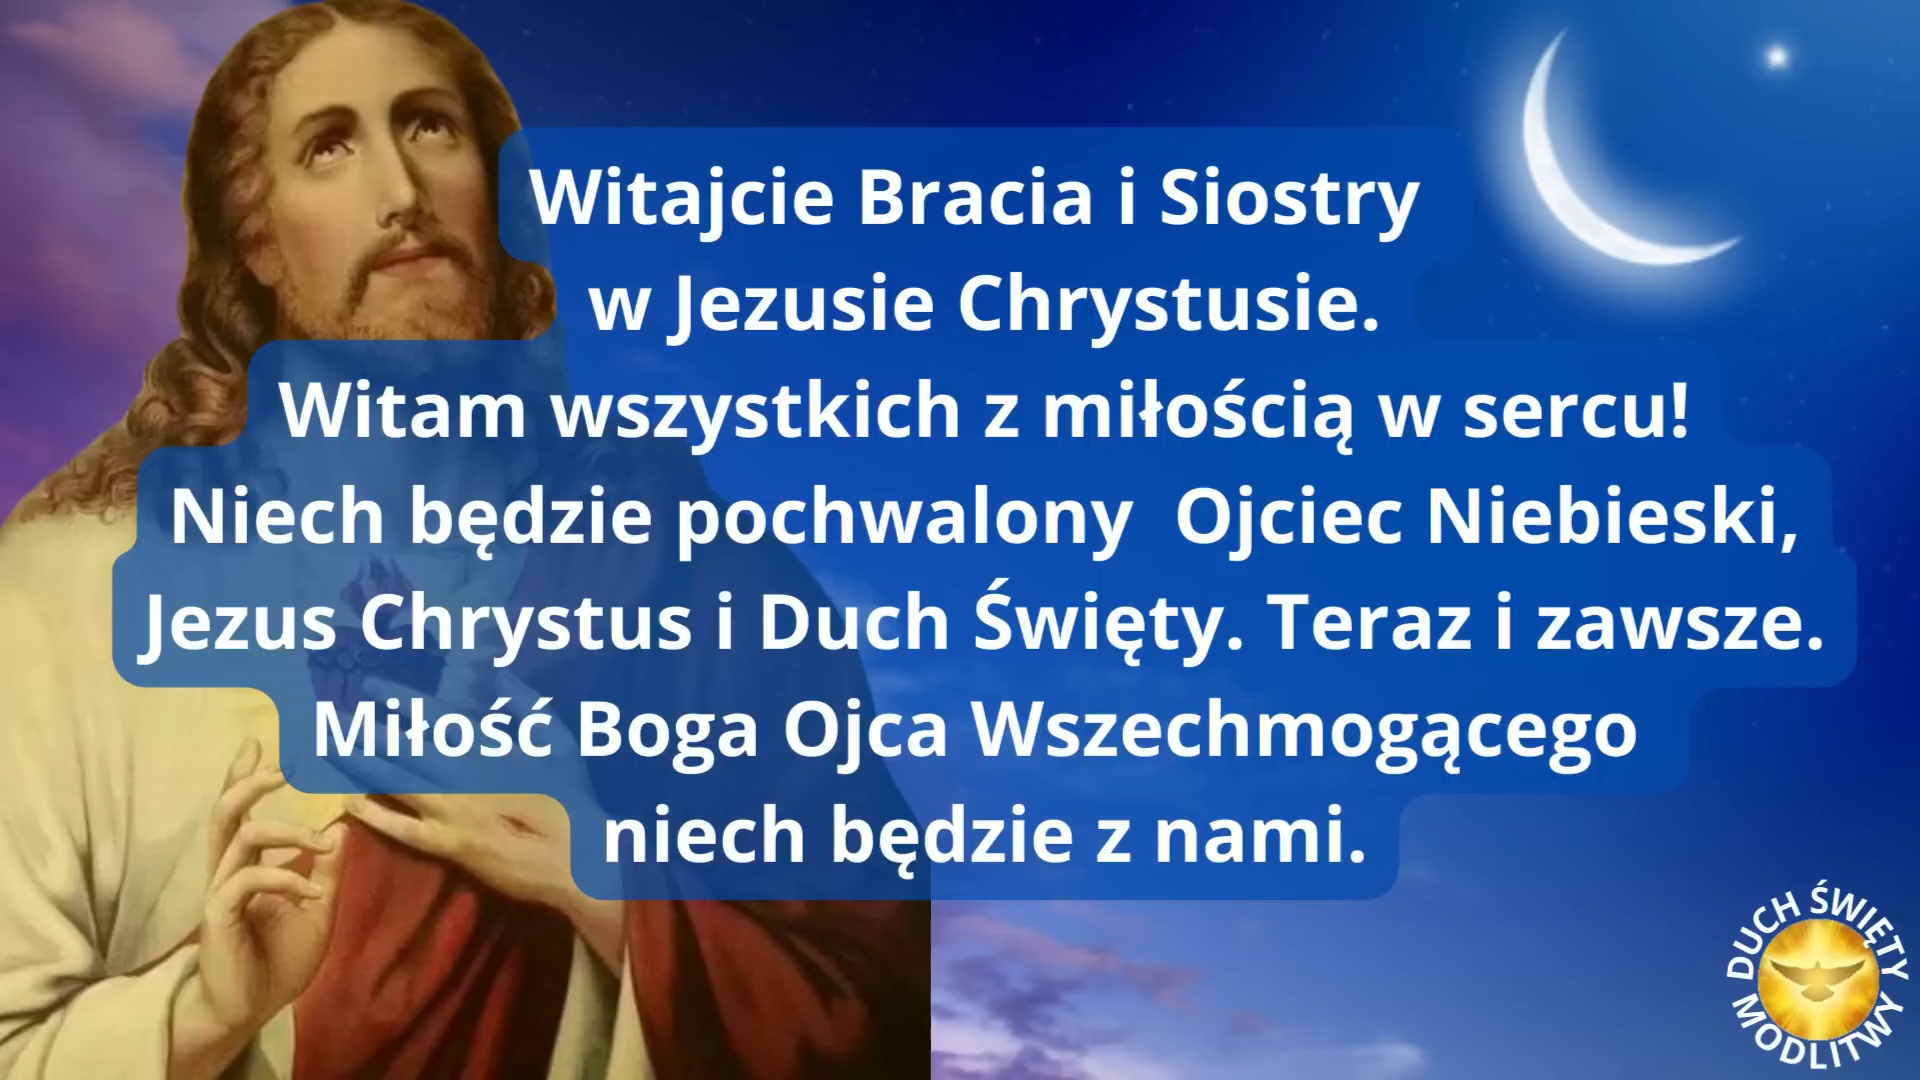 Witajcie Bracia i Siostry
w Jezusie Chrystusie.
Witam wszystkich z miłością w sercu!
Niech będzie pochwalony  Ojciec Niebieski,
Jezus Chrystus i Duch Święty. Teraz i zawsze.
Miłość Boga Ojca Wszechmogącego
niech będzie z nami.
DUCH ŚWIĘTY
MODLITWY